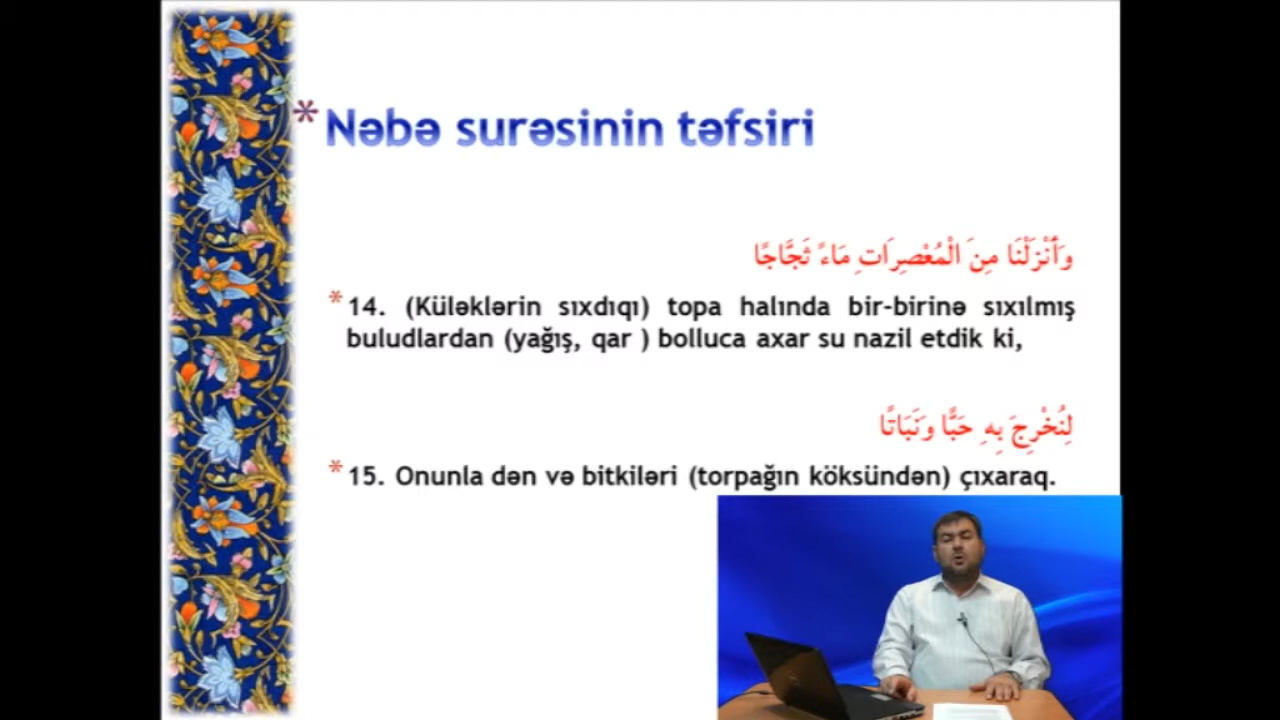 * Nəbə surəsinin təfsiri
وَأَنْزَلْنَا مِنَ الْمُعْصِرَاتِ مَاءً ثَجَّاجًا
* 14. (Küləklərin sıxdıqı) topa halında bir-birinə sıxılmış
buludlardan (yağış, qar ) bolluca axar su nazil etdik ki,
لِنُخْرِجَ بِهِ حَبًّا وَنَبَاتًا
* 15. Onunla dən və bitkiləri (torpağın köksündən) çıxaraq.